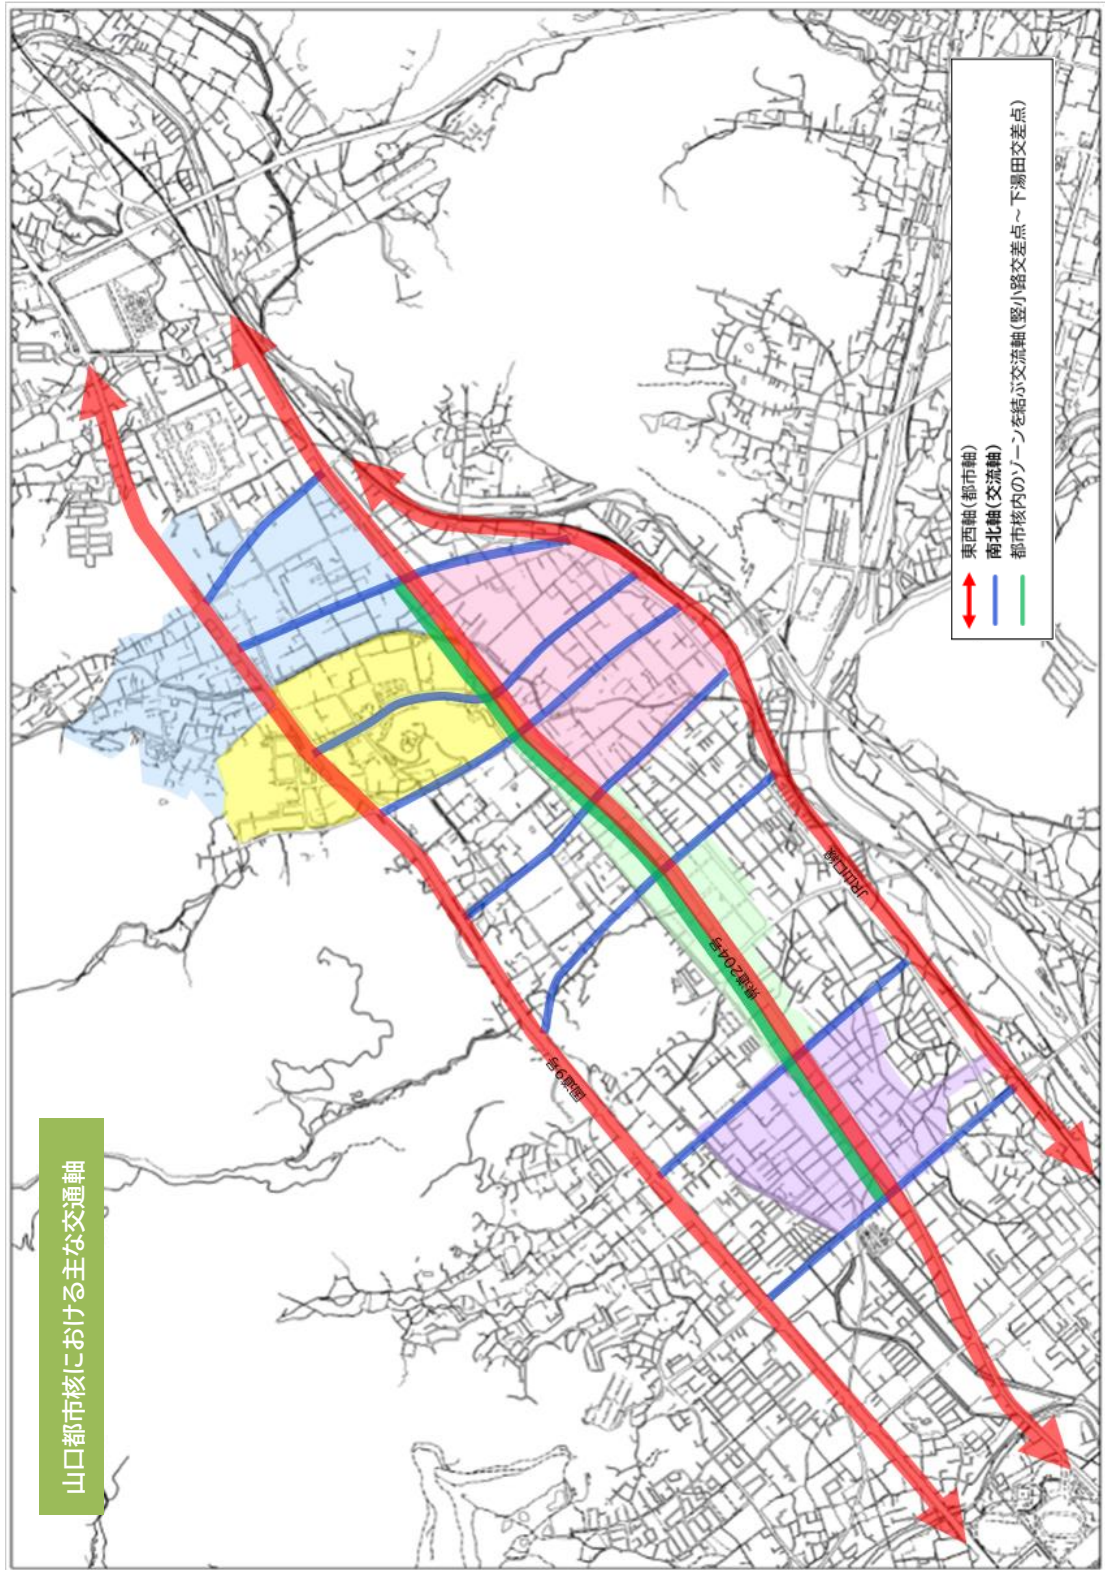 山口都市核における主な交通軸
国道9号
県道204号
JR山口線
東西軸(都市軸)
南北軸(交流軸)
都市核内のゾーンを結ぶ交流軸(竪小路交差点～下湯田交差点)